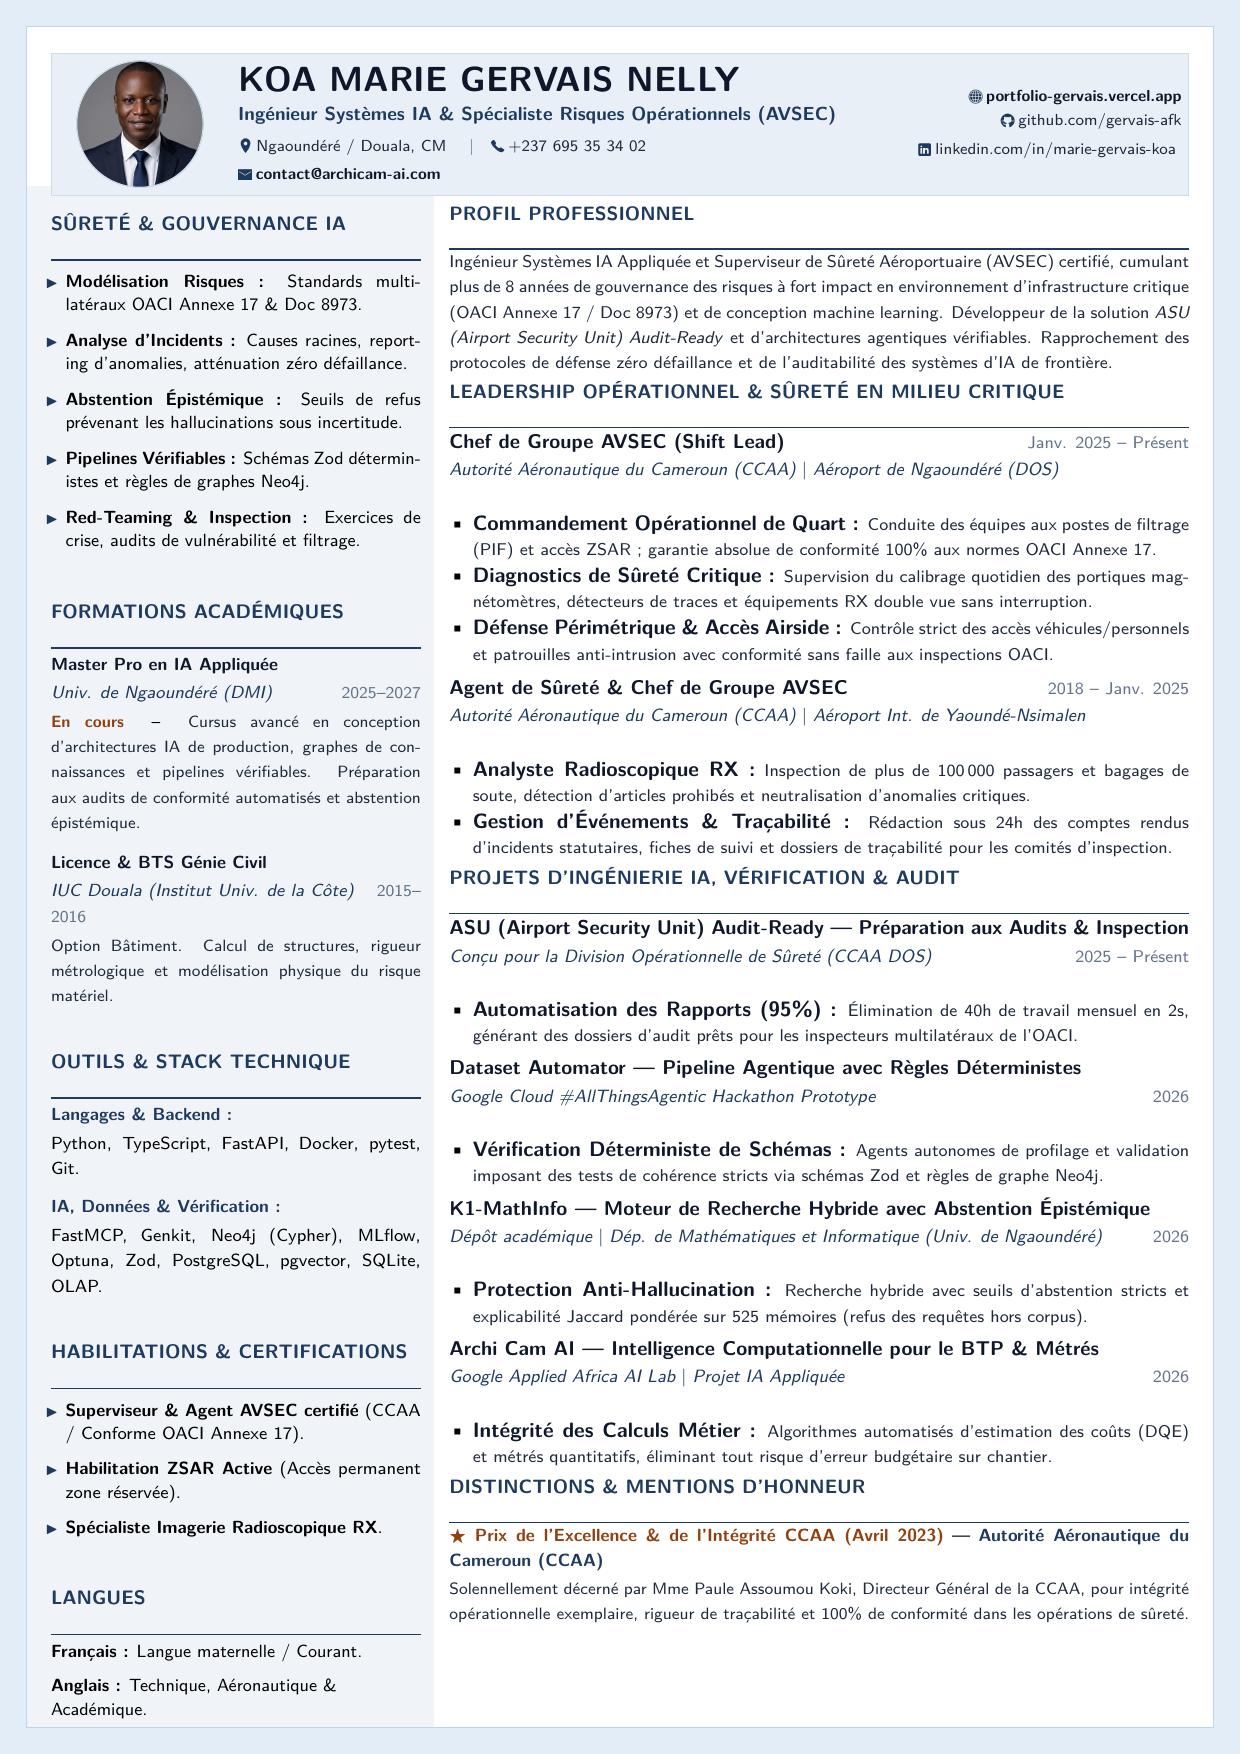 KOA MARIE GERVAIS NELLY
Ingénieur Systèmes IA & Spécialiste Risques Opérationnels (AVSEC)
Ngaoundéré / Douala, CM | +237 695 35 34 02
contact@archicam-ai.com
portfolio-gervais.vercel.app
github.com/gervais-afk
linkedin.com/in/marie-gervais-koa
SÛRETÉ & GOUVERNANCE IA
▶ Modélisation Risques : Standards multi-
latéraux OACI Annexe 17 & Doc 8973.
▶ Analyse d'Incidents : Causes racines, report-
ing d'anomalies, atténuation zéro défaillance.
▶ Abstention Épistémique : Seuils de refus
prévenant les hallucinations sous incertitude.
▶ Pipelines Vérifiables : Schémas Zod détermin-
istes et règles de graphes Neo4j.
▶ Red-Teaming & Inspection : Exercices de
crise, audits de vulnérabilité et filtrage.
FORMATIONS ACADÉMIQUES
Master Pro en IA Appliquée
Univ. de Ngaoundéré (DMI) 2025–2027
En cours – Cursus avancé en conception
d'architectures IA de production, graphes de con-
naissances et pipelines vérifiables. Préparation
aux audits de conformité automatisés et abstention
épistémique.
Licence & BTS Génie Civil
IUC Douala (Institut Univ. de la Côte) 2015–
2016
Option Bâtiment. Calcul de structures, rigueur
métrologique et modélisation physique du risque
matériel.
OUTILS & STACK TECHNIQUE
Langages & Backend :
Python, TypeScript, FastAPI, Docker, pytest,
Git.
IA, Données & Vérification :
FastMCP, Genkit, Neo4j (Cypher), MLflow,
Optuna, Zod, PostgreSQL, pgvector, SQLite,
OLAP.
HABILITATIONS & CERTIFICATIONS
▶ Superviseur & Agent AVSEC certifié (CCAA
/ Conforme OACI Annexe 17).
▶ Habilitation ZSAR Active (Accès permanent
zone réservée).
▶ Spécialiste Imagerie Radioscopique RX.
LANGUES
Français : Langue maternelle / Courant.
Anglais : Technique, Aéronautique &
Académique.
PROFIL PROFESSIONNEL
Ingénieur Systèmes IA Appliquée et Superviseur de Sûreté Aéroportuaire (AVSEC) certifié, cumulant
plus de 8 années de gouvernance des risques à fort impact en environnement d'infrastructure critique
(OACI Annexe 17 / Doc 8973) et de conception machine learning. Développeur de la solution ASU
(Airport Security Unit) Audit-Ready et d'architectures agentiques vérifiables. Rapprochement des
protocoles de défense zéro défaillance et de l'auditabilité des systèmes d'IA de frontière.
LEADERSHIP OPÉRATIONNEL & SÛRETÉ EN MILIEU CRITIQUE
Chef de Groupe AVSEC (Shift Lead) Janv. 2025 – Présent
Autorité Aéronautique du Cameroun (CCAA) | Aéroport de Ngaoundéré (DOS)
▪ Commandement Opérationnel de Quart : Conduite des équipes aux postes de filtrage
(PIF) et accès ZSAR ; garantie absolue de conformité 100% aux normes OACI Annexe 17.
▪ Diagnostics de Sûreté Critique : Supervision du calibrage quotidien des portiques mag-
nétomètres, détecteurs de traces et équipements RX double vue sans interruption.
▪ Défense Périmétrique & Accès Airside : Contrôle strict des accès véhicules/personnels
et patrouilles anti-intrusion avec conformité sans faille aux inspections OACI.
Agent de Sûreté & Chef de Groupe AVSEC 2018 – Janv. 2025
Autorité Aéronautique du Cameroun (CCAA) | Aéroport Int. de Yaoundé-Nsimalen
▪ Analyste Radioscopique RX : Inspection de plus de 100 000 passagers et bagages de
soute, détection d'articles prohibés et neutralisation d'anomalies critiques.
▪ Gestion d'Événements & Traçabilité : Rédaction sous 24h des comptes rendus
d'incidents statutaires, fiches de suivi et dossiers de traçabilité pour les comités d'inspection.
PROJETS D'INGÉNIERIE IA, VÉRIFICATION & AUDIT
ASU (Airport Security Unit) Audit-Ready — Préparation aux Audits & Inspection
Conçu pour la Division Opérationnelle de Sûreté (CCAA DOS) 2025 – Présent
▪ Automatisation des Rapports (95%) : Élimination de 40h de travail mensuel en 2s,
générant des dossiers d'audit prêts pour les inspecteurs multilatéraux de l'OACI.
Dataset Automator — Pipeline Agentique avec Règles Déterministes
Google Cloud #AllThingsAgentic Hackathon Prototype 2026
▪ Vérification Déterministe de Schémas : Agents autonomes de profilage et validation
imposant des tests de cohérence stricts via schémas Zod et règles de graphe Neo4j.
K1-MathInfo — Moteur de Recherche Hybride avec Abstention Épistémique
Dépôt académique | Dép. de Mathématiques et Informatique (Univ. de Ngaoundéré) 2026
▪ Protection Anti-Hallucination : Recherche hybride avec seuils d'abstention stricts et
explicabilité Jaccard pondérée sur 525 mémoires (refus des requêtes hors corpus).
Archi Cam AI — Intelligence Computationnelle pour le BTP & Métrés
Google Applied Africa AI Lab | Projet IA Appliquée 2026
▪ Intégrité des Calculs Métier : Algorithmes automatisés d'estimation des coûts (DQE)
et métrés quantitatifs, éliminant tout risque d'erreur budgétaire sur chantier.
DISTINCTIONS & MENTIONS D'HONNEUR
★ Prix de l'Excellence & de l'Intégrité CCAA (Avril 2023) — Autorité Aéronautique du
Cameroun (CCAA)
Solennellement décerné par Mme Paule Assoumou Koki, Directeur Général de la CCAA, pour intégrité
opérationnelle exemplaire, rigueur de traçabilité et 100% de conformité dans les opérations de sûreté.